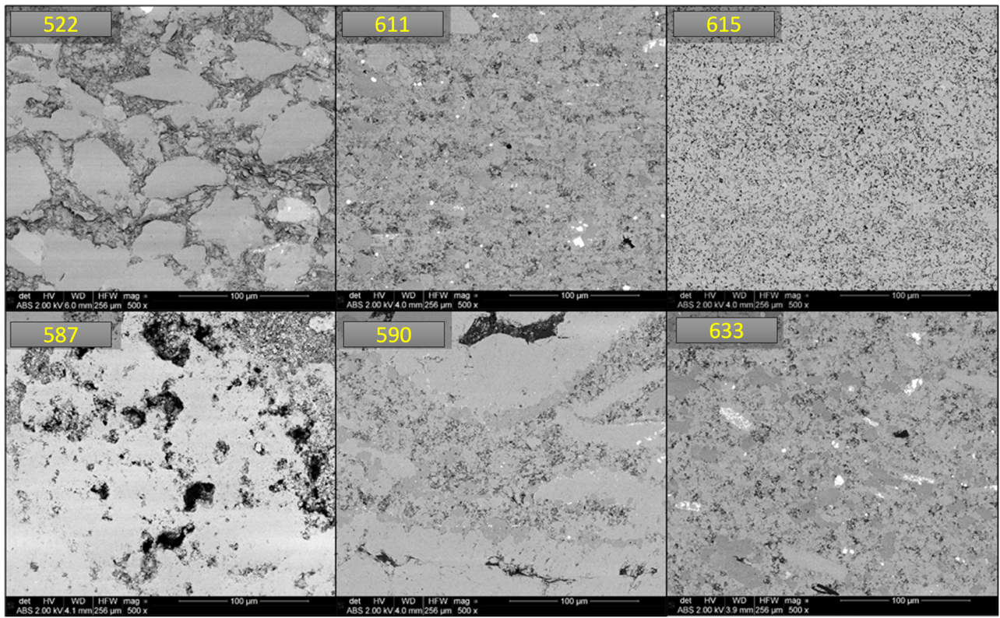 522
611
615
det HV WD HFW mag 100 µm
ABS 2.00 kV 6.0 mm 256 µm 500 x
det HV WD HFW mag 100 µm
ABS 2.00 kV 4.0 mm 256 µm 500 x
det HV WD HFW mag 100 µm
ABS 2.00 kV 4.0 mm 256 µm 500 x
587
590
633
det HV WD HFW mag 100 µm
ABS 2.00 kV 4.1 mm 256 µm 500 x
det HV WD HFW mag 100 µm
ABS 2.00 kV 4.0 mm 256 µm 500 x
det HV WD HFW mag 100 µm
ABS 2.00 kV 3.9 mm 256 µm 500 x